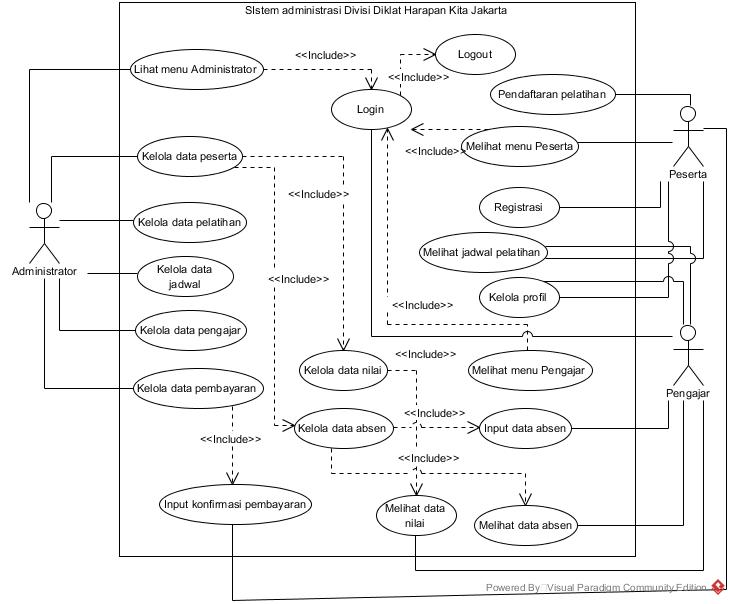 SIstem administrasi Divisi Diklat Harapan Kita Jakarta
<<Include>>
Logout
Lihat menu Administrator
<<Include>>
Pendaftaran pelatihan
Login
Melihat menu Peserta
<<Include>>
Kelola data peserta
Peserta
<<Include>>
Registrasi
Kelola data pelatihan
Melihat jadwal pelatihan
Administrator
Kelola data
jadwal
<<Include>>
Kelola profil
<<Include>>
Kelola data pengajar
<<Include>>
Kelola data nilai
Melihat menu Pengajar
Kelola data pembayaran
Pengajar
<<Include>>
Kelola data absen
Input data absen
<<Include>>
<<Include>>
Input konfirmasi pembayaran
Melihat data
nilai
Melihat data absen
Powered By Visual Paradigm Community Edition